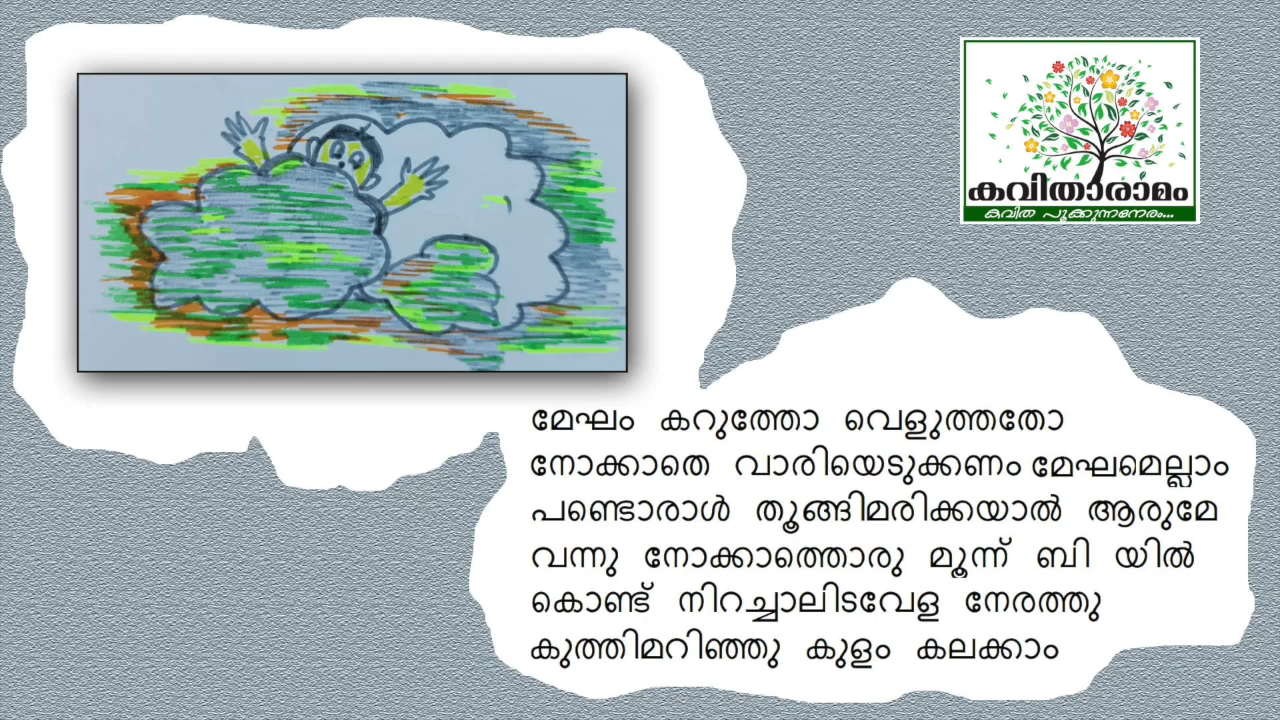 കവിതാരാമം
കവിത പൂക്കുന്നനേരം...
മേഘം കറുത്തോ വെളുത്തതോ
നോക്കാതെ വാരിയെടുക്കണം മേഘമെല്ലാം
പണ്ടൊരാൾ തൂങ്ങിമരിക്കയാൽ ആരുമേ
വന്നു നോക്കാത്തൊരു മൂന്ന് ബി യിൽ
കൊണ്ട് നിറച്ചാലിടവേള നേരത്തു
കുത്തിമറിഞ്ഞു കുളം കലക്കാം